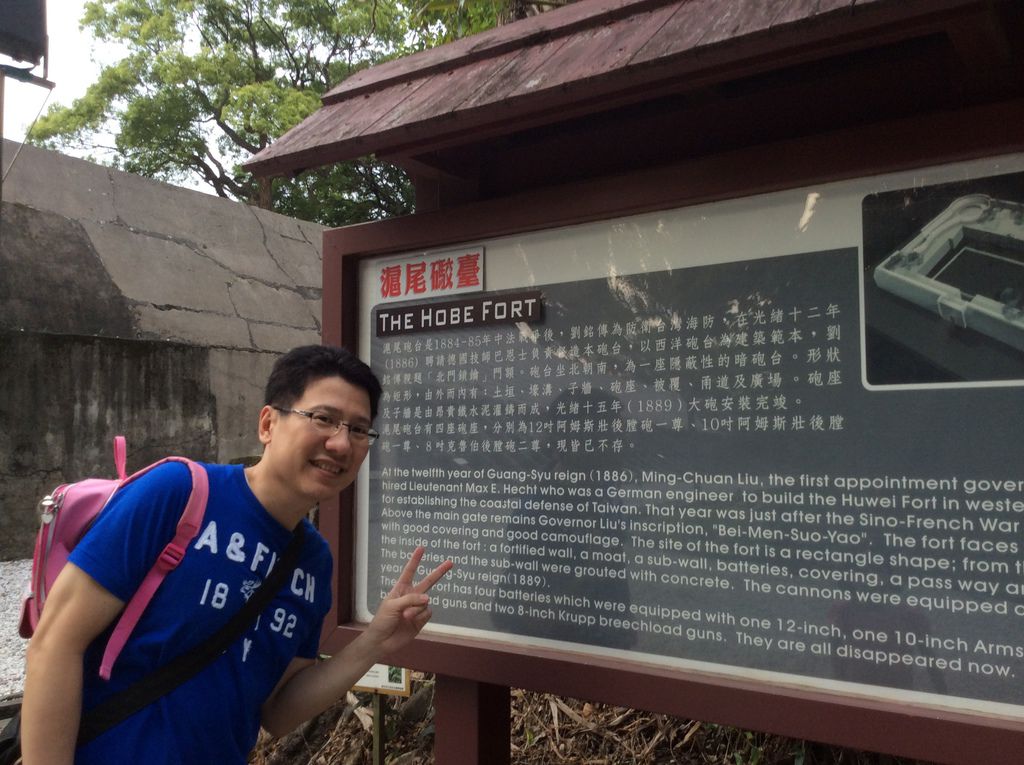 滬尾礮臺
THE HOBE FORT
滬尾砲台是1884-85年中法戰爭後，劉銘傳為防衛台灣海防，在光緒十二年
(1886) 聘請德國技師巴恩士負責建造本砲台，以西洋砲台為建築範本，劉
銘傳親題「北門鎖鑰」門額。砲台坐北朝南，為一座隱蔽性的暗砲台。形狀
為矩形，由外而內有：土垣、壕溝、子牆、砲座、被覆、甬道及廣場。砲座
及子牆是由昂貴鐵水泥灌鑄而成，光緒十五年(1889)大砲安裝完竣。
滬尾砲台有四座砲座，分別為12吋阿姆斯壯後膛砲一尊、10吋阿姆斯壯後膛
砲一尊、8吋克魯伯後膛砲二尊，現皆已不存。
At the twelfth year of Guang-Syu reign (1886), Ming-Chuan Liu, the first appointment gover
hired Lieutenant Max E. Hecht who was a German engineer to build the Huwei Fort in weste
for establishing the coastal defense of Taiwan. That year was just after the Sino-French War
Above the main gate remains Governor Liu's inscription, "Bei-Men-Suo-Yao". The fort faces
with good covering and good camouflage. The site of the fort is a rectangle shape; from th
the inside of the fort : a fortified wall, a moat, a sub-wall, batteries, covering, a pass way an
The batteries and the sub-wall were grouted with concrete. The cannons were equipped
year Guang-Syu reign(1889).
The Fort has four batteries which were equipped with one 12-inch, one 10-inch Arms
guns and two 8-inch Krupp breechload guns. They are all disappeared now.
A & FITCH
18 92
Y